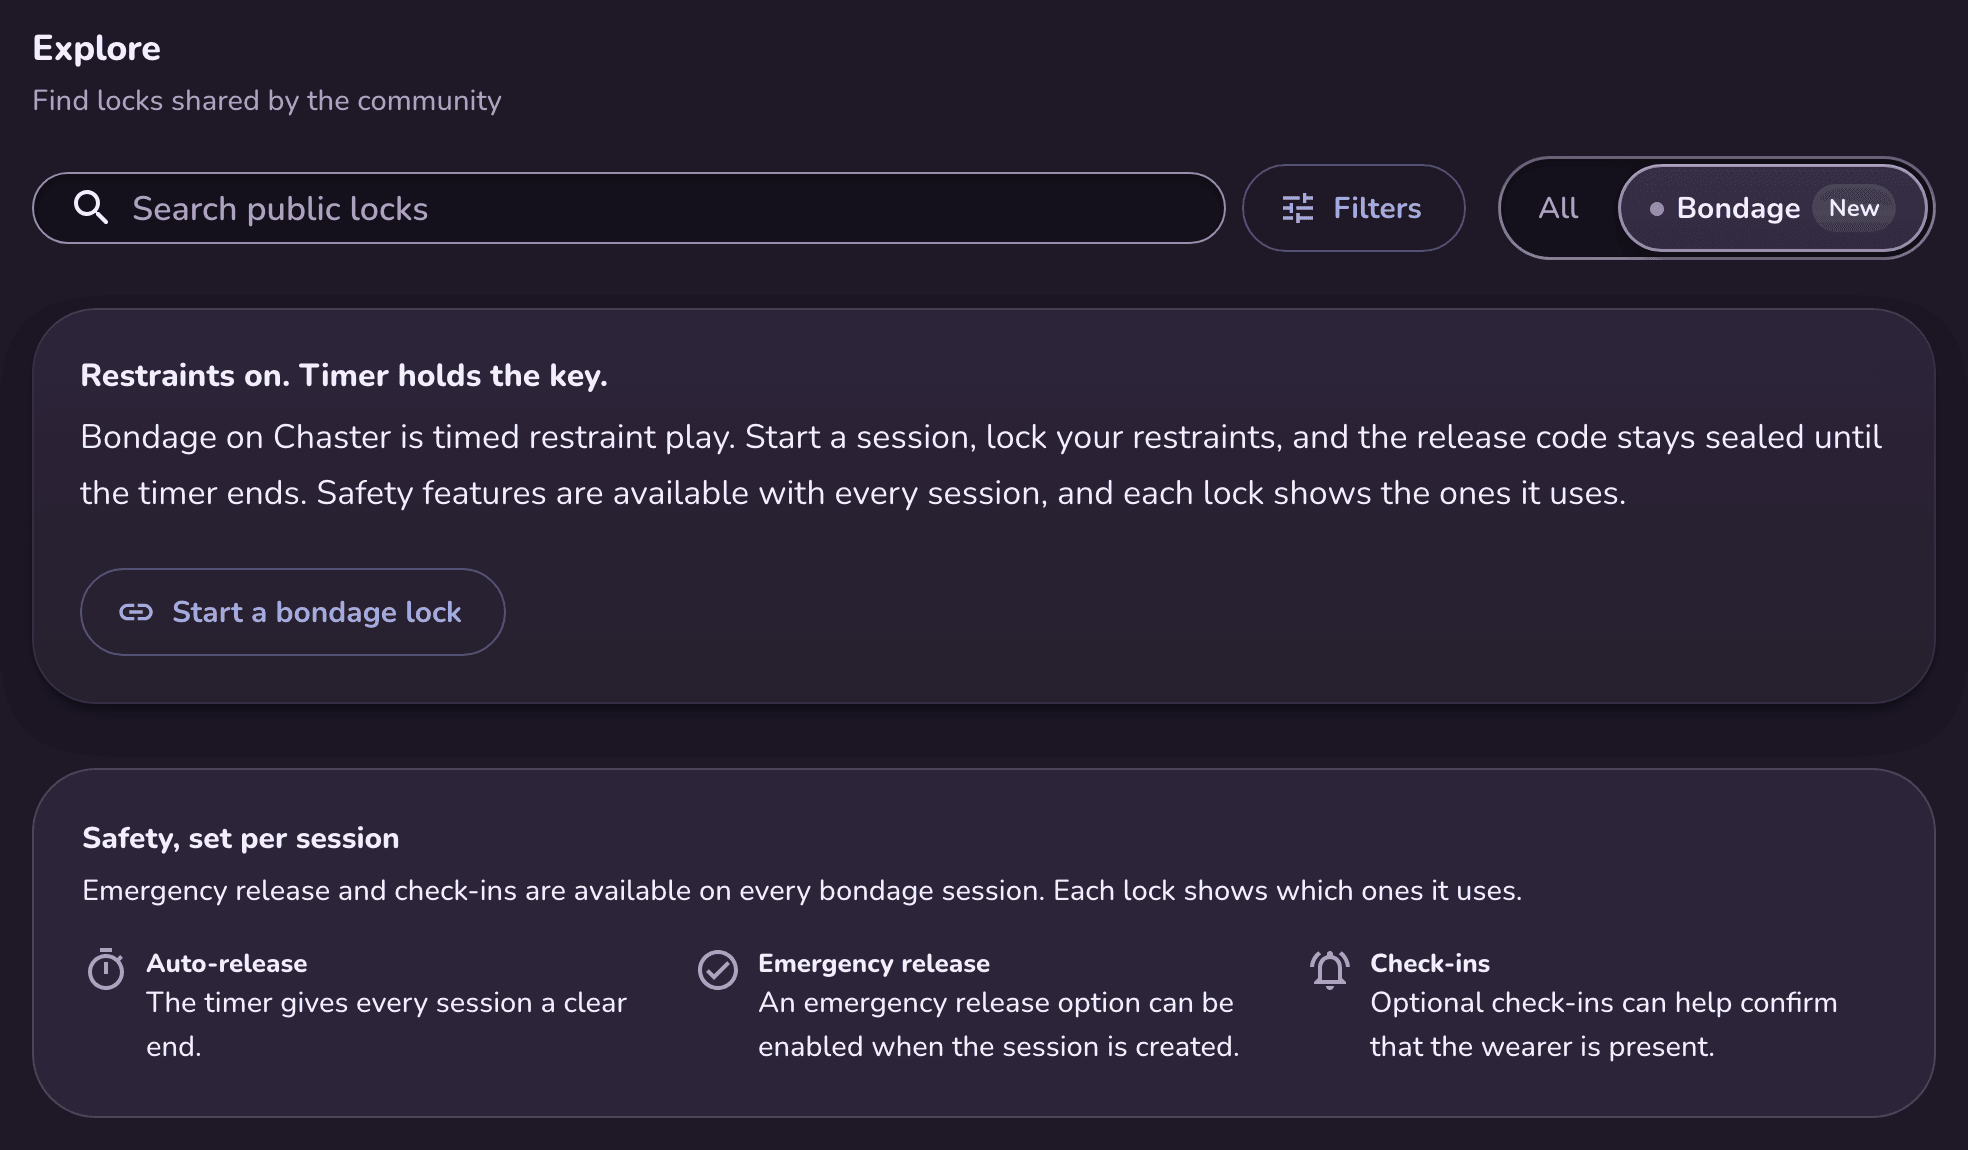 Explore
Find locks shared by the community
Search public locks
Filters
All
Bondage New
Restraints on. Timer holds the key.
Bondage on Chaster is timed restraint play. Start a session, lock your restraints, and the release code stays sealed until
the timer ends. Safety features are available with every session, and each lock shows the ones it uses.
Start a bondage lock
Safety, set per session
Emergency release and check-ins are available on every bondage session. Each lock shows which ones it uses.
Auto-release
The timer gives every session a clear
end.
Emergency release
An emergency release option can be
enabled when the session is created.
Check-ins
Optional check-ins can help confirm
that the wearer is present.